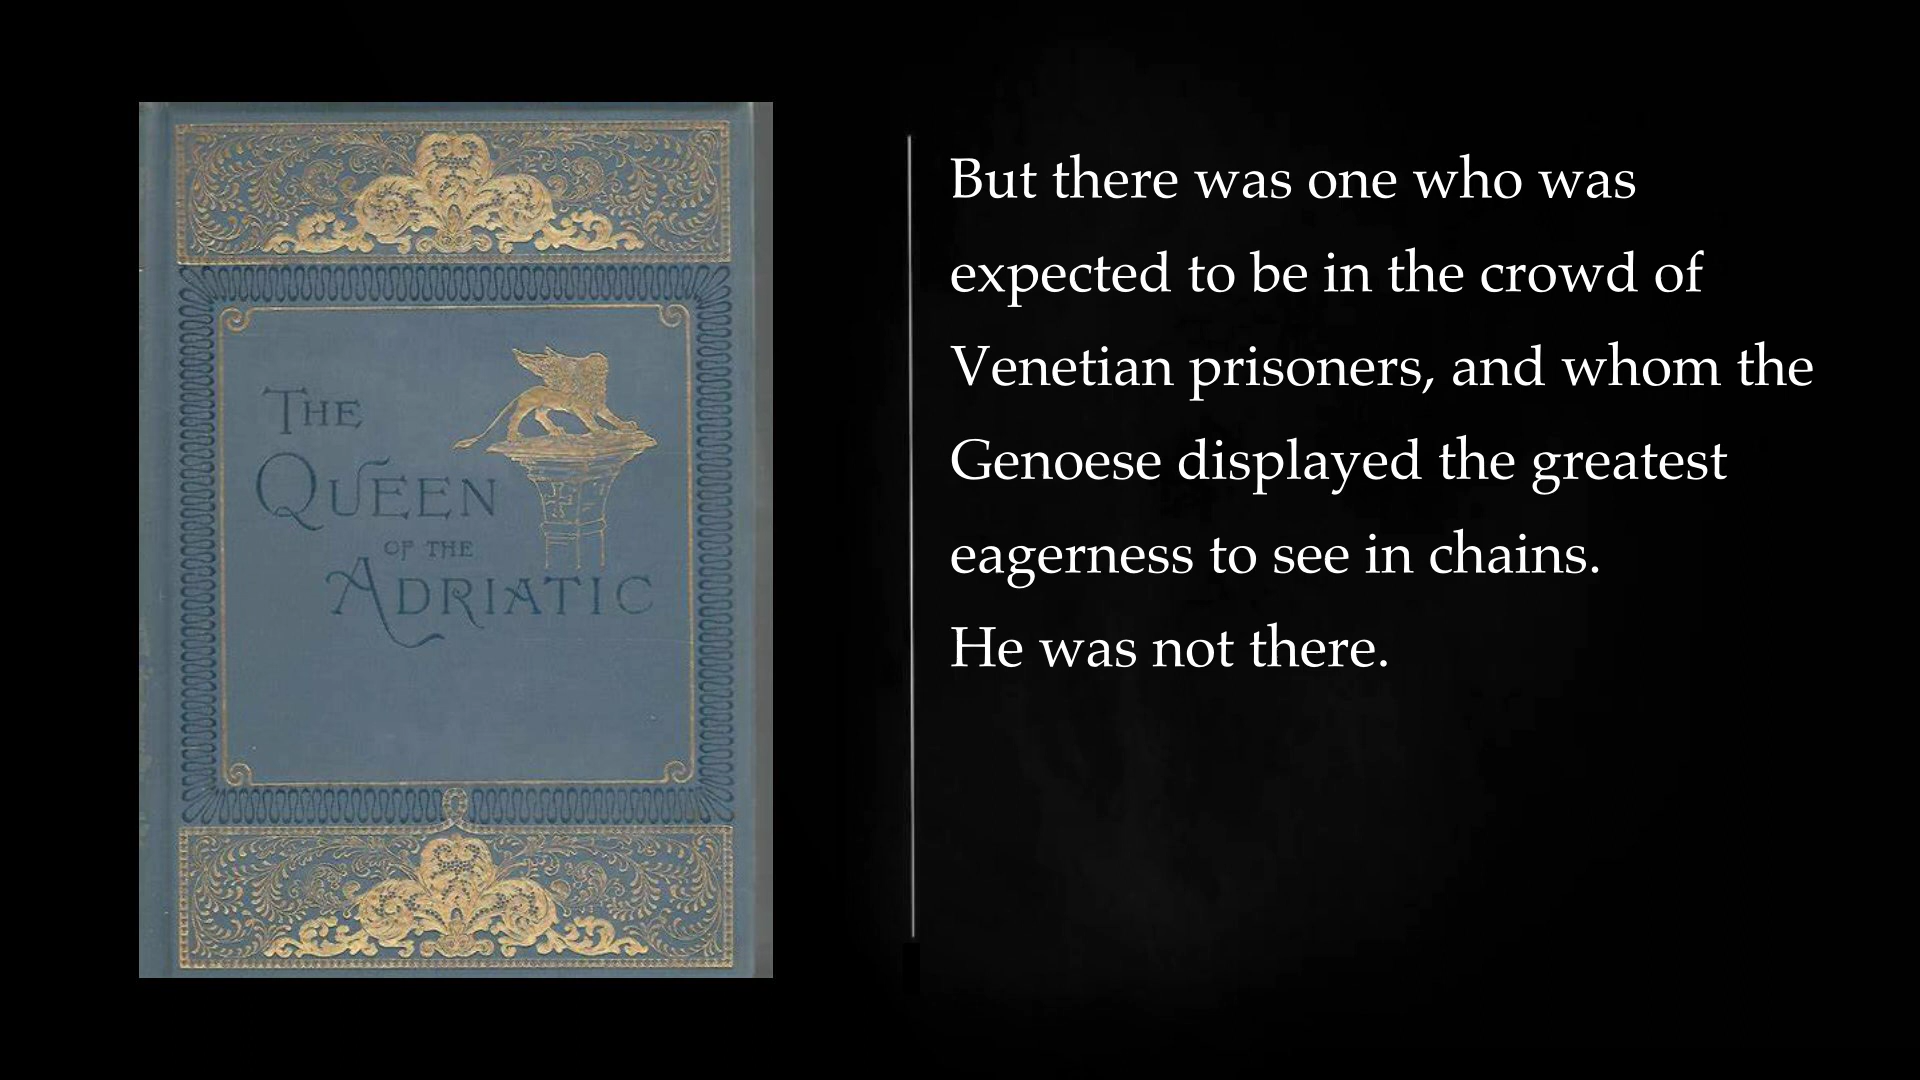 THE
QUEEN
OF THE
ADRIATIC
But there was one who was
expected to be in the crowd of
Venetian prisoners, and whom the
Genoese displayed the greatest
eagerness to see in chains.
He was not there.